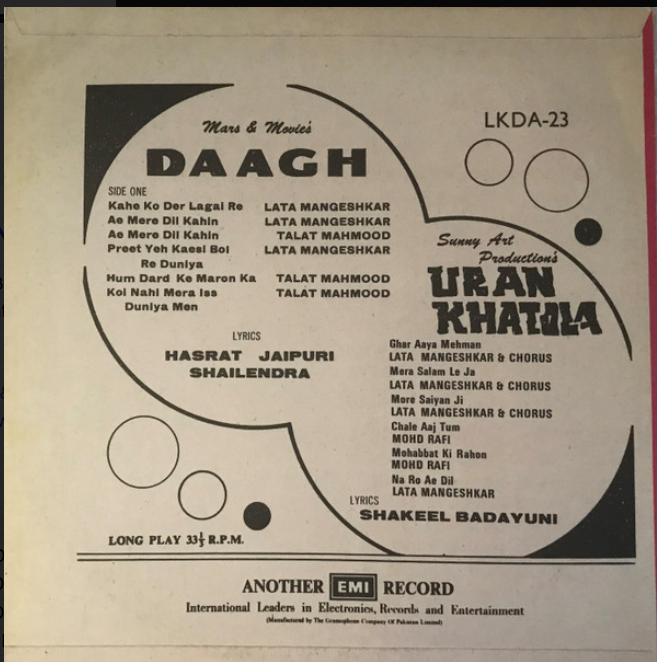 LKDA-23
Mars & Movie's
DAAGH
SIDE ONE
Kahe Ko Der Lagai Re LATA MANGESHKAR
Ae Mere Dil Kahin LATA MANGESHKAR
Ae Mere Dil Kahin TALAT MAHMOOD
Preet Yeh Kaesi Bol LATA MANGESHKAR
Re Duniya
Hum Dard Ke Maron Ka TALAT MAHMOOD
Koi Nahi Mera Iss TALAT MAHMOOD
Duniya Men
LYRICS
HASRAT JAIPURI
SHAILENDRA
Sunny Art
Production's
URAN
KHATOLA
Ghar Aaya Mehman
LATA MANGESHKAR & CHORUS
Mera Salam Le Ja
LATA MANGESHKAR & CHORUS
More Saiyan Ji
LATA MANGESHKAR & CHORUS
Chale Aaj Tum
MOHD RAFI
Mohabbat Ki Rahon
MOHD RAFI
Na Ro Ae Dil
LATA MANGESHKAR
LYRICS
SHAKEEL BADAYUNI
LONG PLAY 33⅓ R.P.M.
ANOTHER EMI RECORD
International Leaders in Electronics, Records and Entertainment
(Manufactured by The Gramophone Company Of Pakistan Limited)